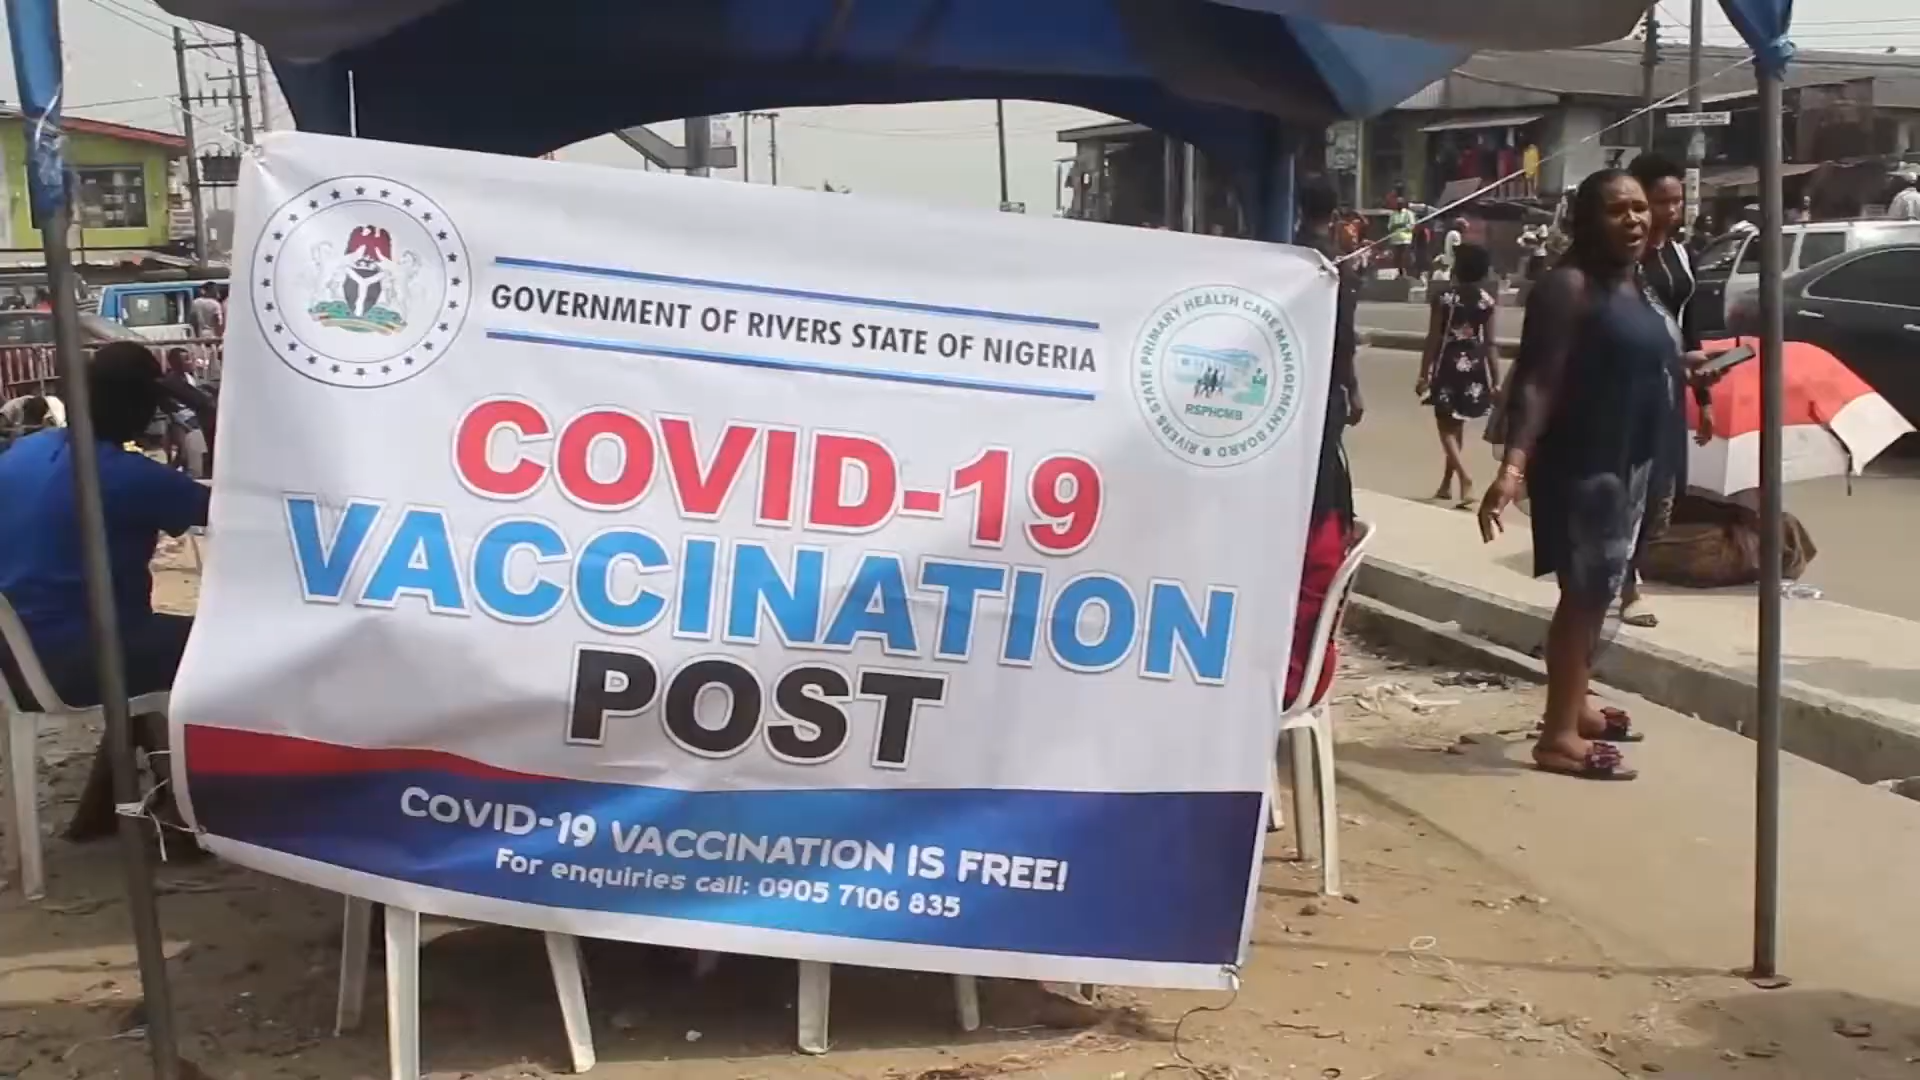 GOVERNMENT OF RIVERS STATE OF NIGERIA
RIVERS STATE PRIMARY HEALTH CARE MANAGEMENT BOARD
RSPHCMB
COVID-19
VACCINATION
POST
COVID-19 VACCINATION IS FREE!
For enquiries call: 0905 7106 835